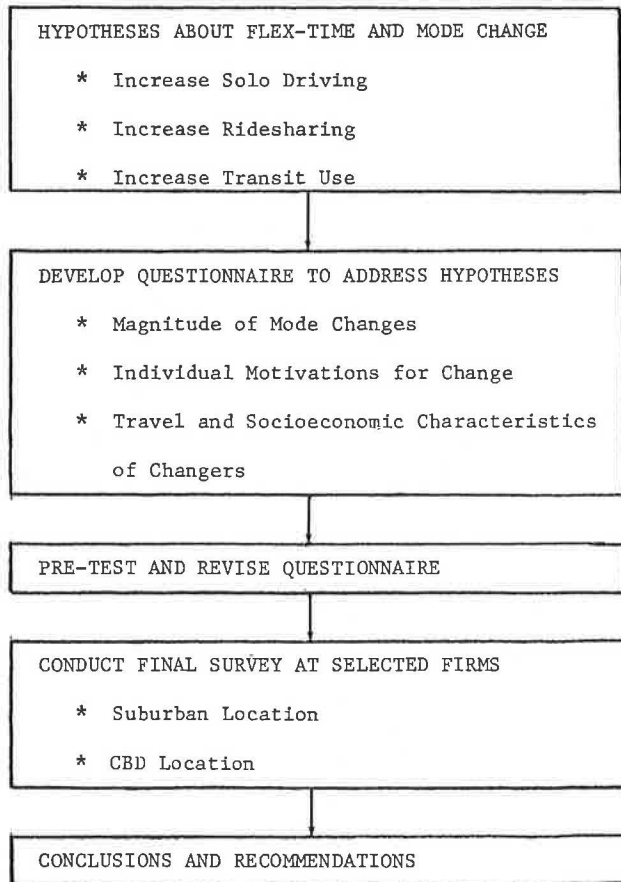 HYPOTHESES ABOUT FLEX-TIME AND MODE CHANGE
* Increase Solo Driving
* Increase Ridesharing
* Increase Transit Use
DEVELOP QUESTIONNAIRE TO ADDRESS HYPOTHESES
* Magnitude of Mode Changes
* Individual Motivations for Change
* Travel and Socioeconomic Characteristics
of Changers
PRE-TEST AND REVISE QUESTIONNAIRE
CONDUCT FINAL SURVEY AT SELECTED FIRMS
* Suburban Location
* CBD Location
CONCLUSIONS AND RECOMMENDATIONS